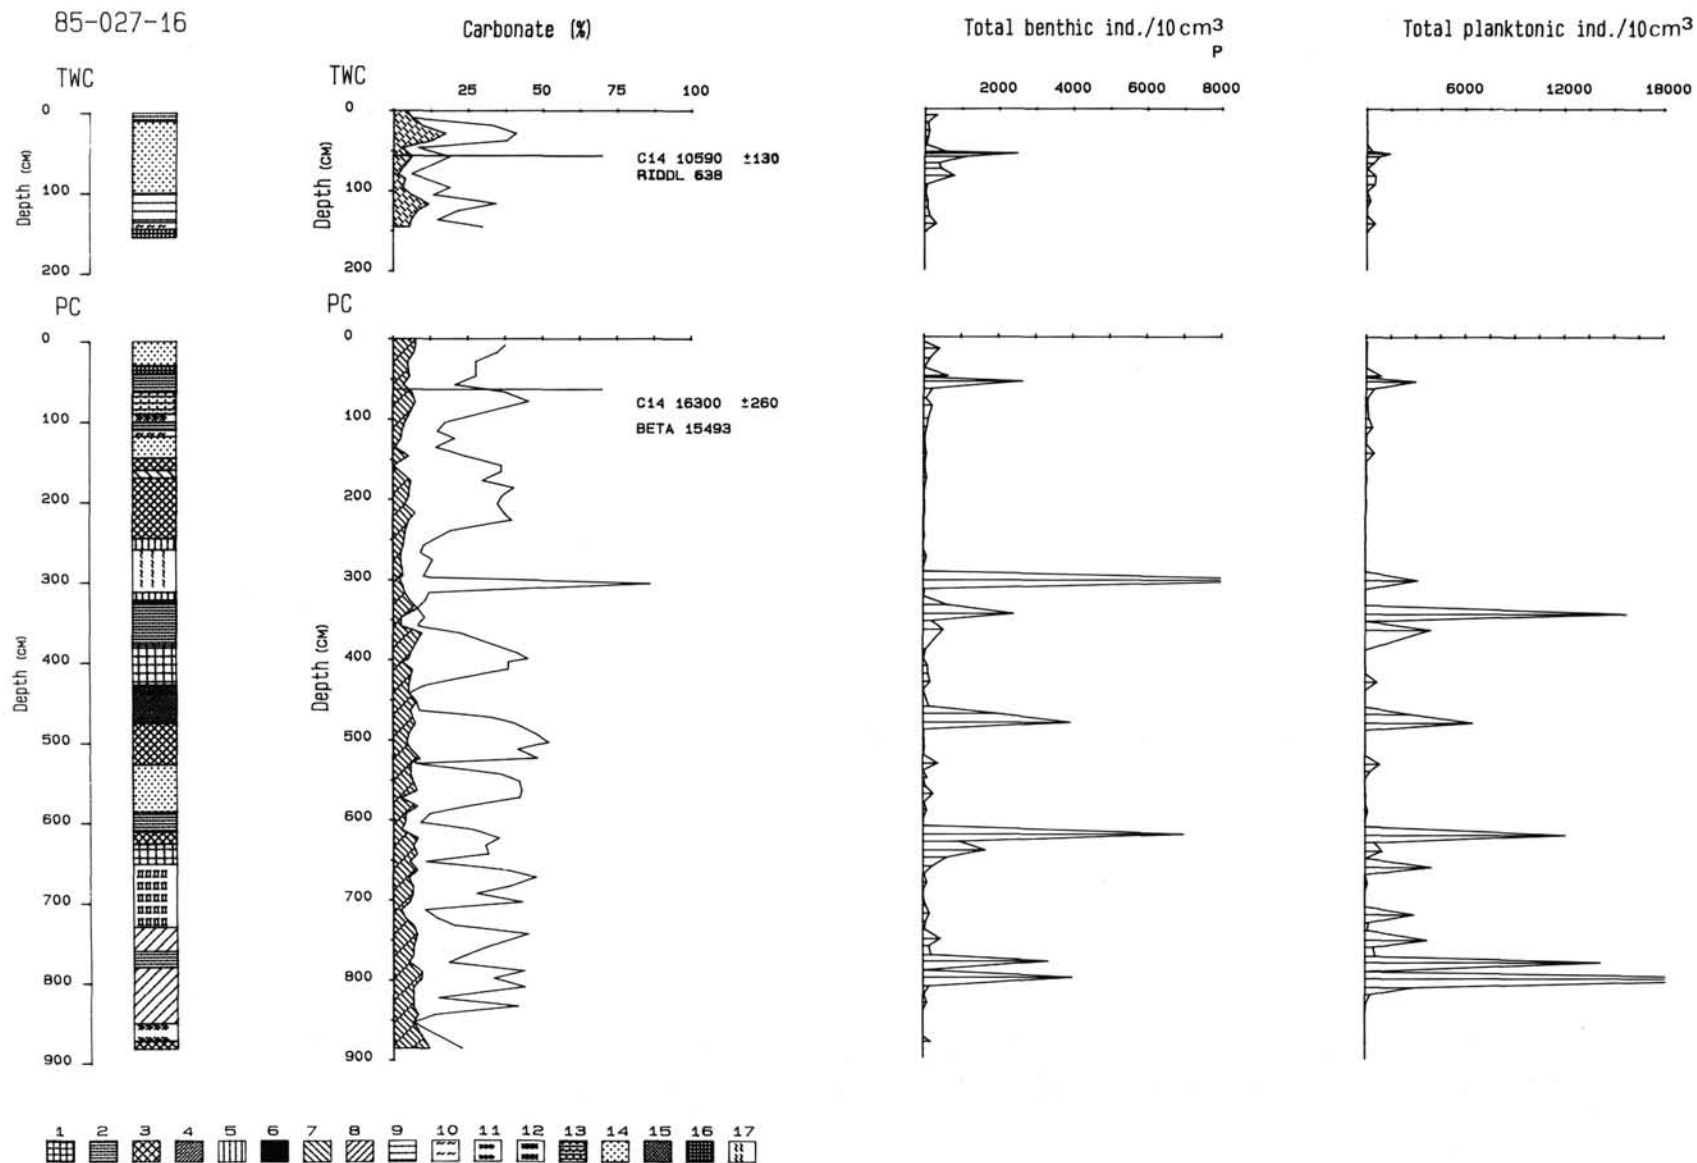 85-027-16
Carbonate (%)
Total benthic ind./10cm³
P
Total planktonic ind./10cm³
TWC
TWC
25 50 75 100
2000 4000 6000 8000
6000 12000 18000
0
100
200
Depth (CM)
0
100
200
Depth (CM)
C14 10590 ±130
RIDDL 638
PC
PC
0
100
200
300
400
500
600
700
800
900
Depth (CM)
0
100
200
300
400
500
600
700
800
900
Depth (CM)
C14 16300 ±260
BETA 15493
1 2 3 4 5 6 7 8 9 10 11 12 13 14 15 16 17